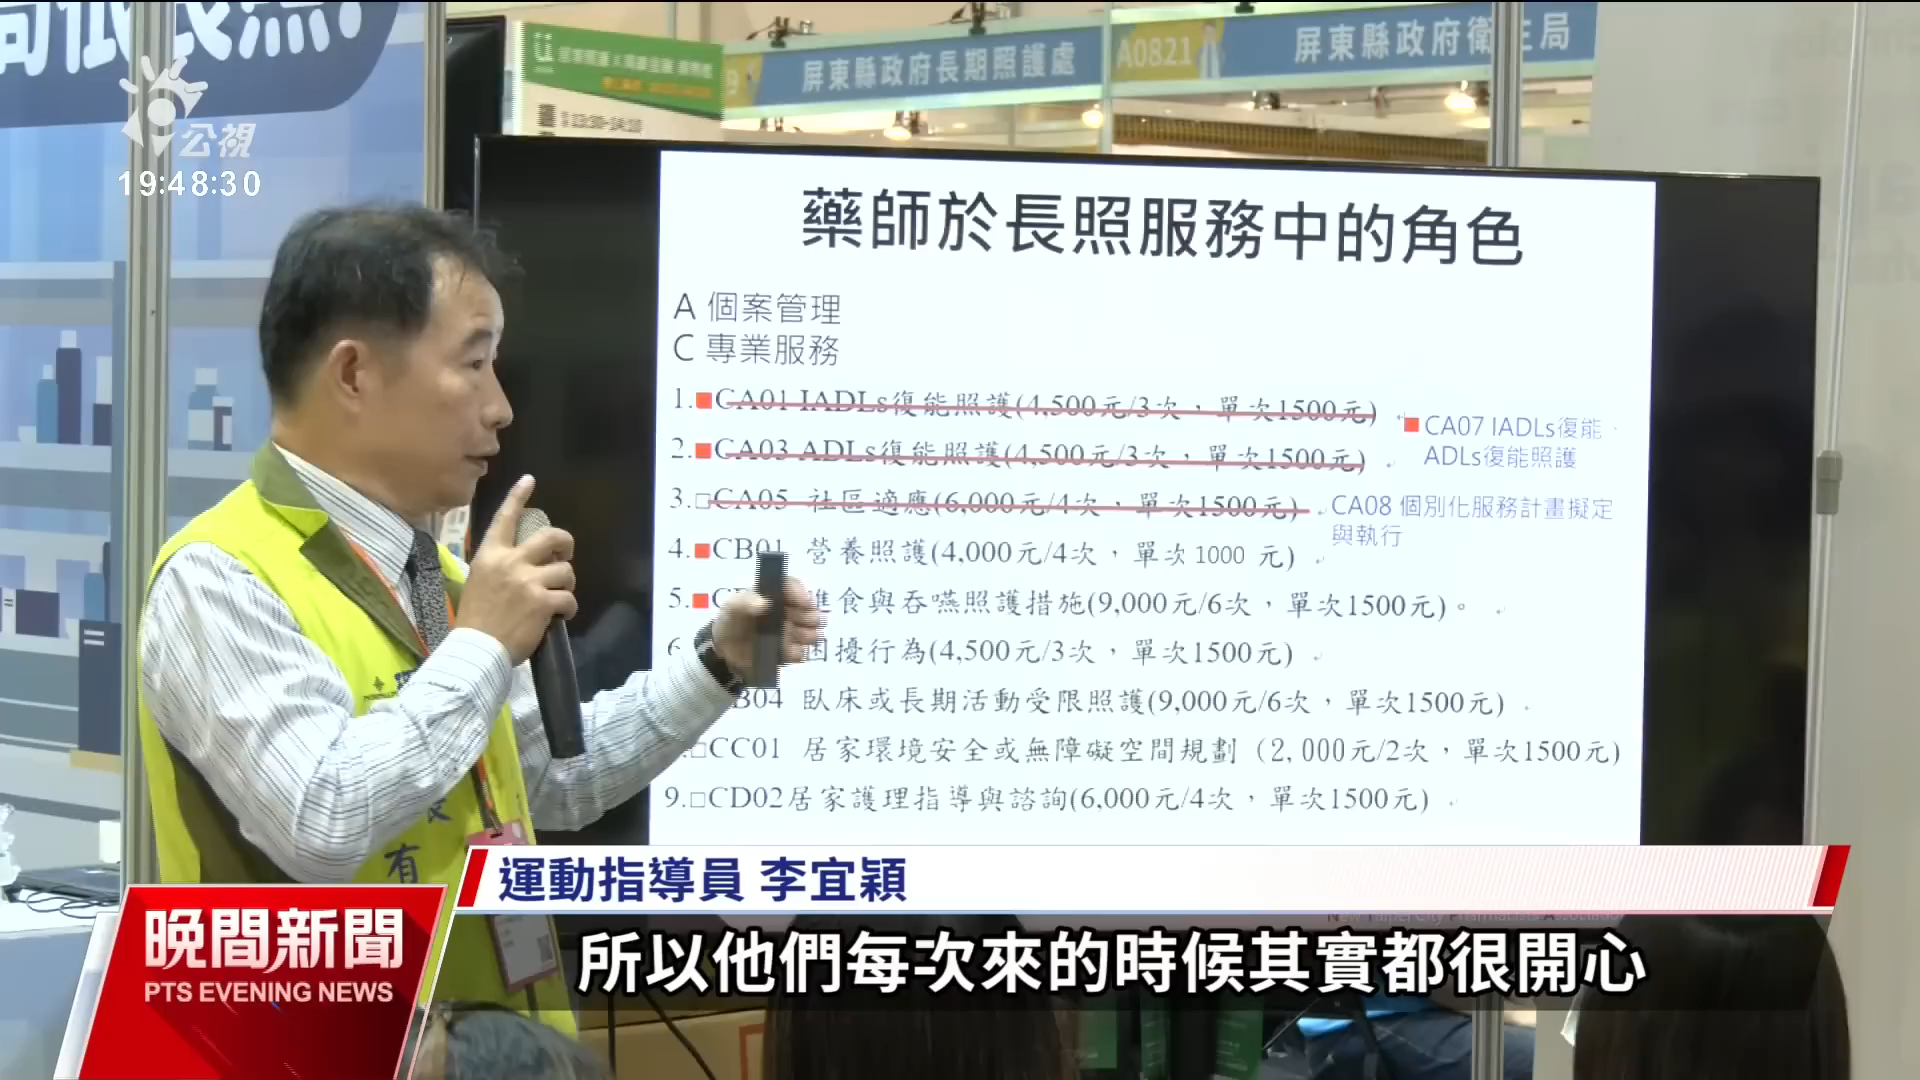 公視
19:48:30
屏東縣政府長期照護處
A0821
屏東縣政府衛生局
藥師於長照服務中的角色
A 個案管理
C 專業服務
1.■CA01 IADLs復能照護(4,500元/3次，單次1500元)
■CA07 IADLs復能、
ADLs復能照護
2.■CA03 ADLs復能照護(4,500元/3次，單次1500元)
3.□CA05 社區適應(6,000元/4次，單次1500元)
CA08 個別化服務計畫擬定
與執行
4.■CB01 營養照護(4,000元/4次，單次1000 元)
5.■C 進食與吞嚥照護措施(9,000元/6次，單次1500元)。
6 困擾行為(4,500元/3次，單次1500元)
B04 臥床或長期活動受限照護(9,000元/6次，單次1500元)
□CC01 居家環境安全或無障礙空間規劃 (2,000元/2次，單次1500元)
9.□CD02居家護理指導與諮詢(6,000元/4次，單次1500元)
有
運動指導員 李宜穎
晚間新聞
PTS EVENING NEWS
所以他們每次來的時候其實都很開心